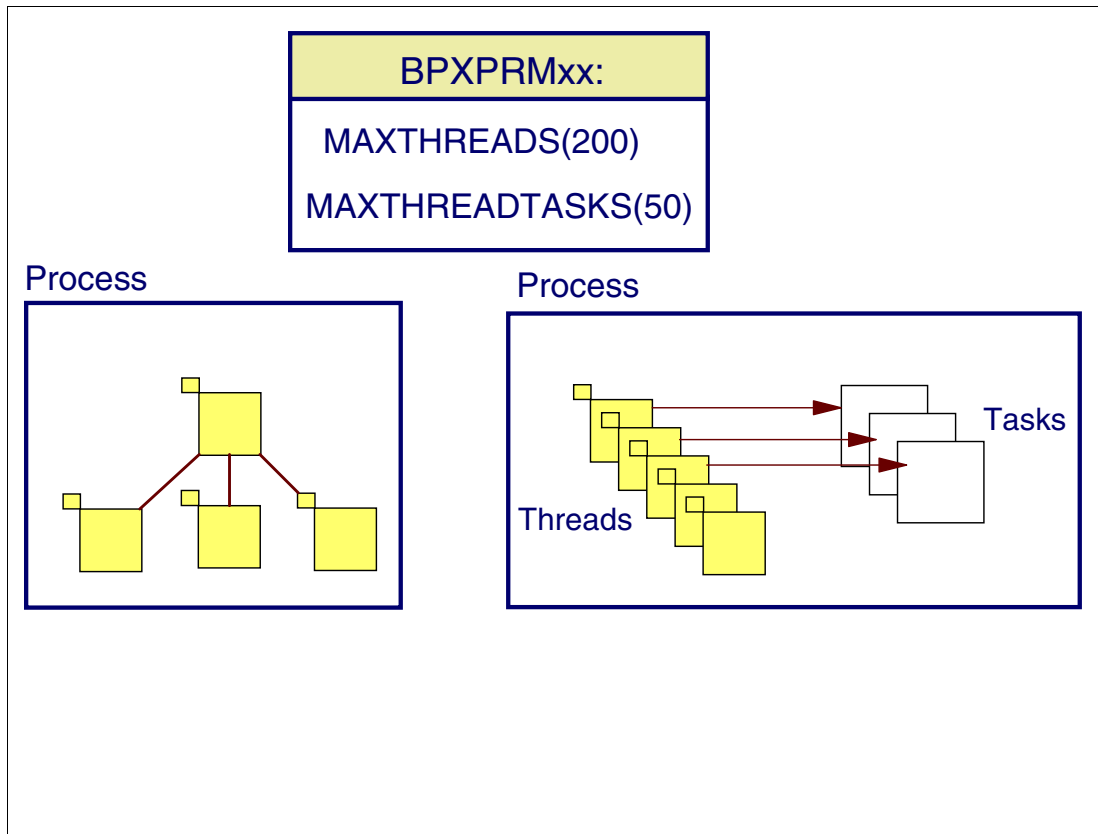 BPXPRMxx:
MAXTHREADS(200)
MAXTHREADTASKS(50)
Process
Process
Tasks
Threads